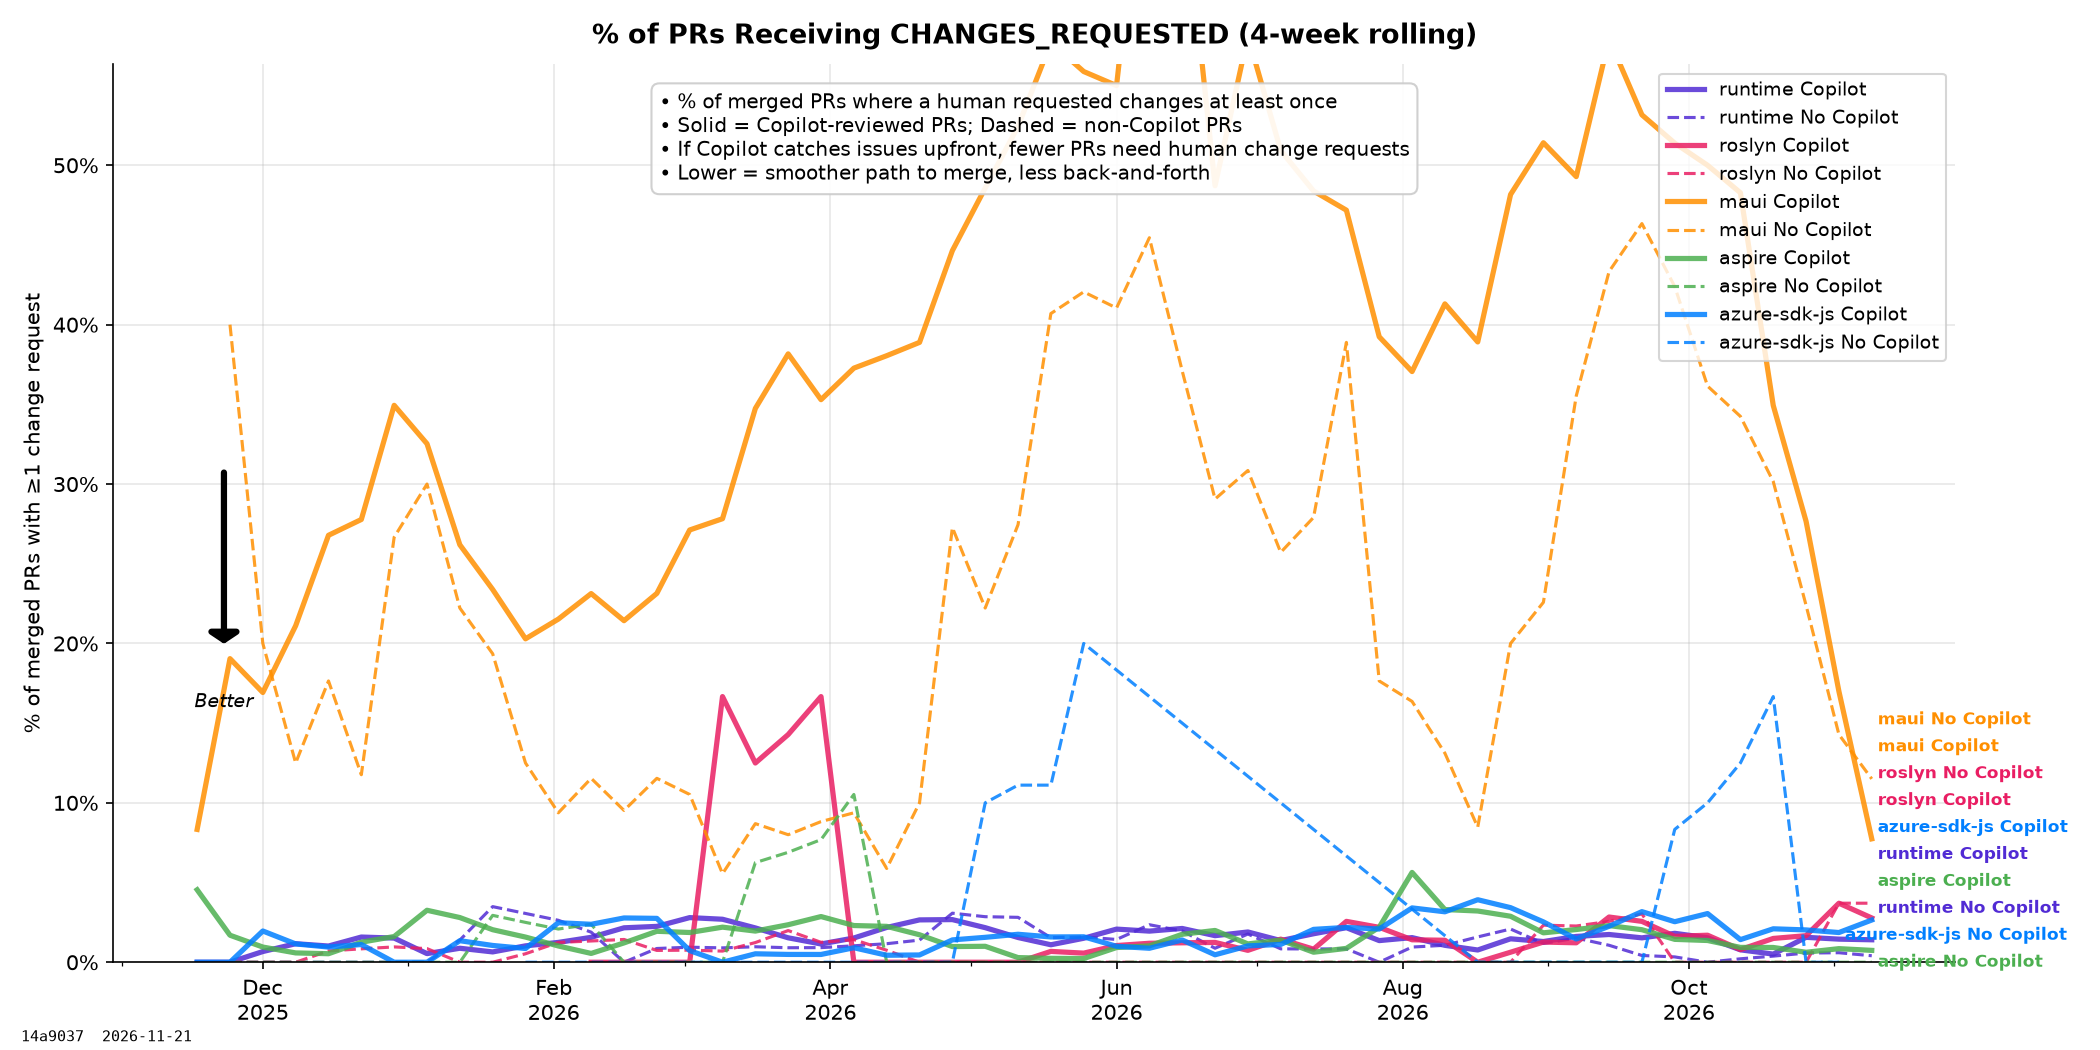 % of PRs Receiving CHANGES_REQUESTED (4-week rolling)
• % of merged PRs where a human requested changes at least once
• Solid = Copilot-reviewed PRs; Dashed = non-Copilot PRs
• If Copilot catches issues upfront, fewer PRs need human change requests
• Lower = smoother path to merge, less back-and-forth
runtime Copilot
runtime No Copilot
roslyn Copilot
roslyn No Copilot
maui Copilot
maui No Copilot
aspire Copilot
aspire No Copilot
azure-sdk-js Copilot
azure-sdk-js No Copilot
% of merged PRs with ≥1 change request
50%
40%
30%
20%
10%
0%
Better
maui No Copilot
maui Copilot
roslyn No Copilot
roslyn Copilot
azure-sdk-js Copilot
runtime Copilot
aspire Copilot
runtime No Copilot
azure-sdk-js No Copilot
aspire No Copilot
Dec
2025
Feb
2026
Apr
2026
Jun
2026
Aug
2026
Oct
2026
14a9037  2026-11-21